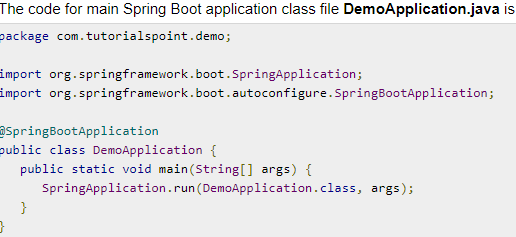 The code for main Spring Boot application class file DemoApplication.java is
package com.tutorialspoint.demo;
import org.springframework.boot.SpringApplication;
import org.springframework.boot.autoconfigure.SpringBootApplication;
@SpringBootApplication
public class DemoApplication {
public static void main(String[] args) {
SpringApplication.run(DemoApplication.class, args);
}
}